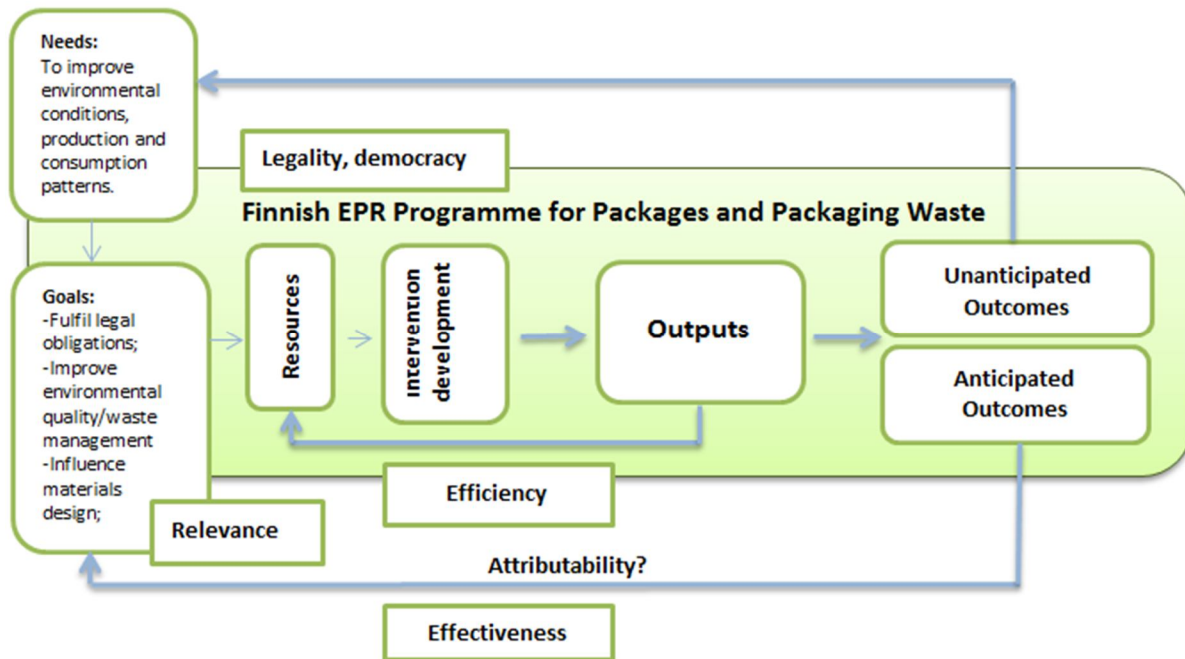 Needs:
To improve
environmental
conditions,
production and
consumption
patterns.
Legality, democracy
Finnish EPR Programme for Packages and Packaging Waste
Goals:
-Fulfil legal
obligations;
-Improve
environmental
quality/waste
management
-Influence
materials
design;
Relevance
Resources
Intervention
development
Outputs
Unanticipated
Outcomes
Anticipated
Outcomes
Efficiency
Attributability?
Effectiveness